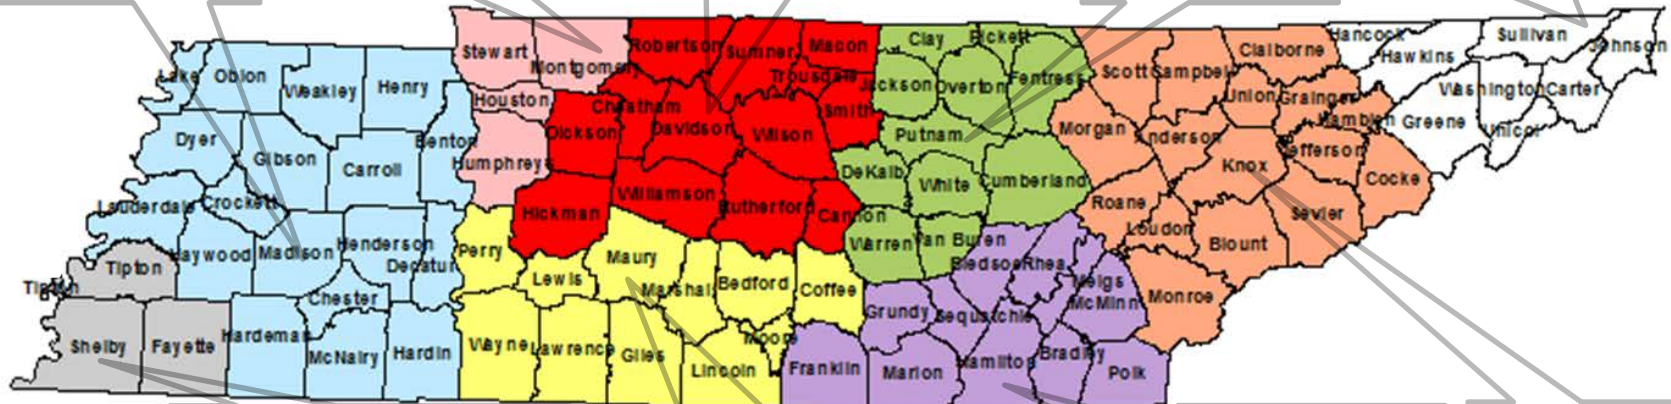 Stewart
Montgomery
Robertson
Sumner
Macon
Clay
Pickett
Scott
Campbell
Claiborne
Hancock
Hawkins
Sullivan
Johnson
Lake
Obion
Weakley
Henry
Houston
Cheatham
Trousdale
Smith
Jackson
Overton
Fentress
Union
Grainger
Hamblen
Greene
Washington
Carter
Unicoi
Dyer
Gibson
Carroll
Benton
Humphreys
Dickson
Davidson
Wilson
Putnam
DeKalb
White
Cumberland
Morgan
Anderson
Knox
Jefferson
Cocke
Lauderdale
Crockett
Haywood
Madison
Henderson
Decatur
Perry
Hickman
Williamson
Rutherford
Cannon
Warren
Van Buren
Roane
Loudon
Blount
Sevier
Tipton
Tipton
Chester
Lewis
Maury
Marshall
Bedford
Coffee
Grundy
Sequatchie
Bledsoe
Rhea
Meigs
McMinn
Monroe
Shelby
Fayette
Hardeman
McNairy
Hardin
Wayne
Lawrence
Giles
Lincoln
Moore
Franklin
Marion
Hamilton
Bradley
Polk